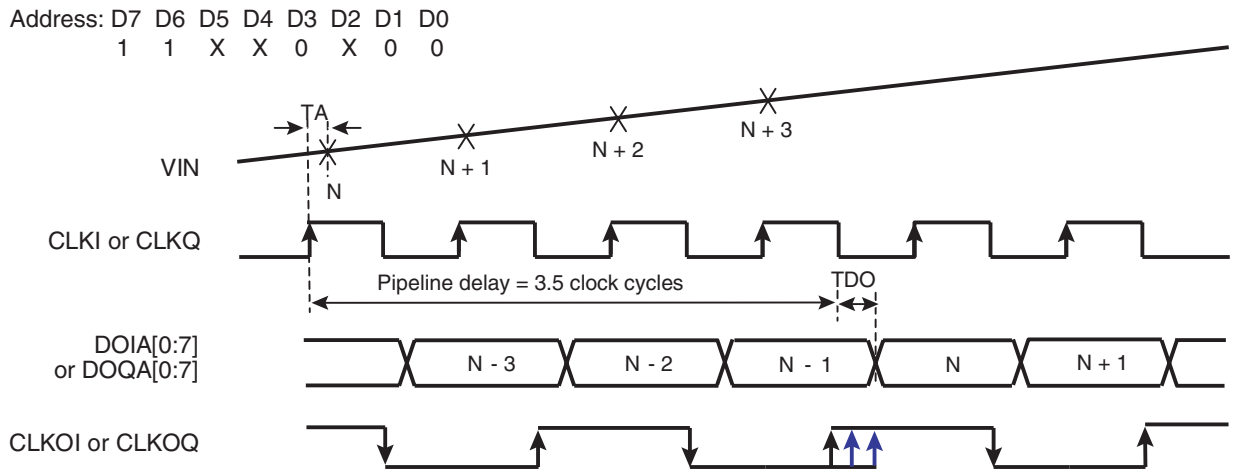 Address: D7 D6 D5 D4 D3 D2 D1 D0
1 1 X X 0 X 0 0
TA
VIN
N
N + 1
N + 2
N + 3
CLKI or CLKQ
Pipeline delay = 3.5 clock cycles
TDO
DOIA[0:7]
or DOQA[0:7]
N - 3
N - 2
N - 1
N
N + 1
CLKOI or CLKOQ